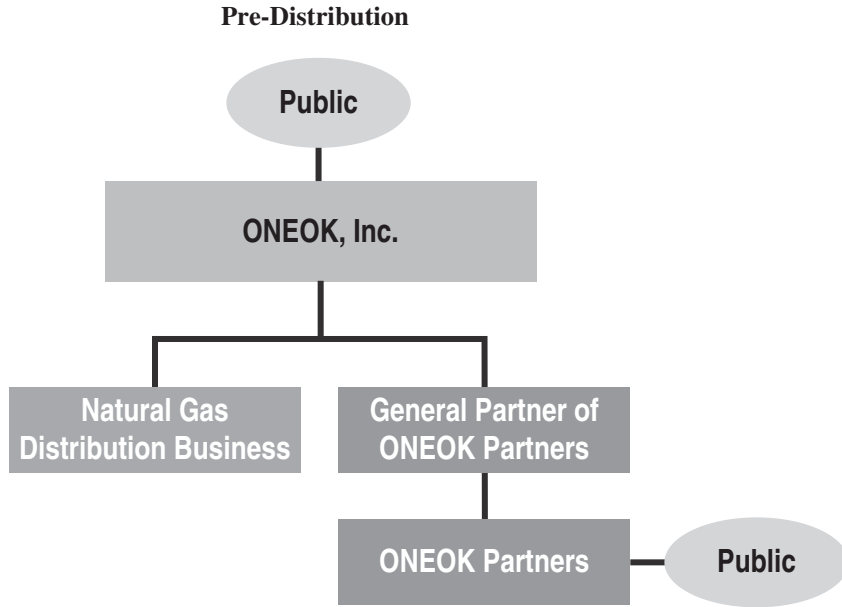 Pre-Distribution
Public
ONEOK, Inc.
Natural Gas
Distribution Business
General Partner of
ONEOK Partners
ONEOK Partners
Public